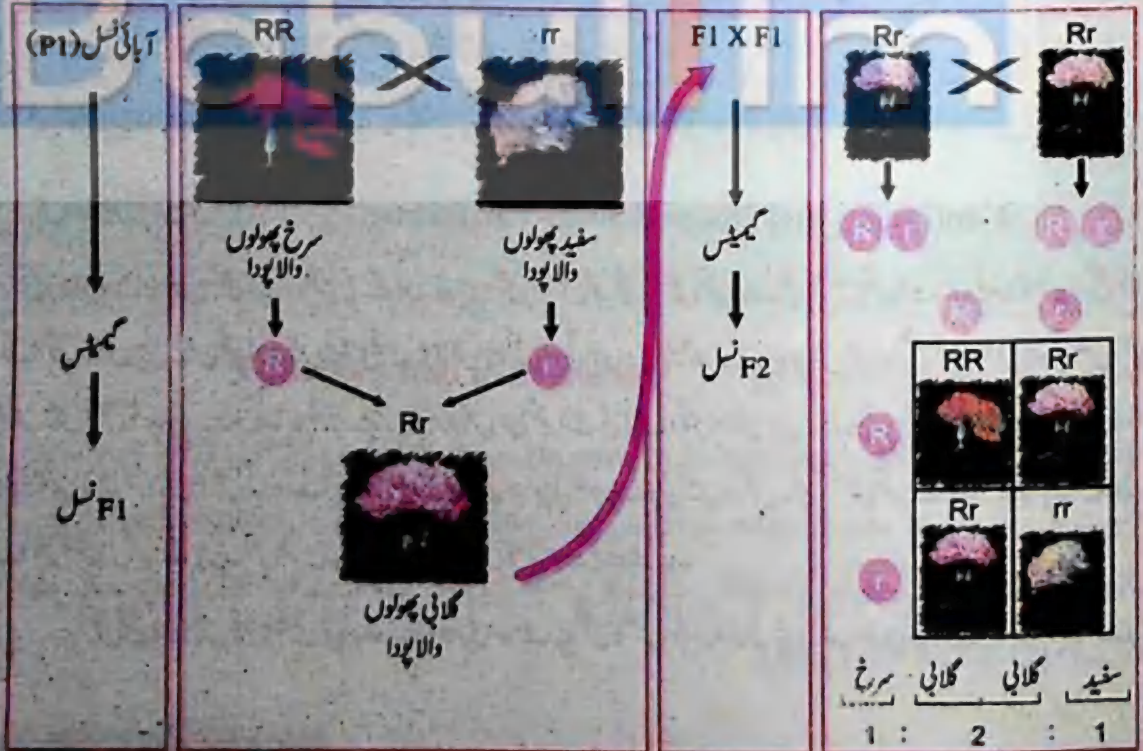 آبائی نسل (P1)
گیمیٹس
F1 نسل
RR
rr
سرخ پھولوں
والا پودا
سفید پھولوں
والا پودا
R
r
Rr
گلابی پھولوں
والا پودا
F1 X F1
گیمیٹس
F2 نسل
Rr
Rr
R r
R r
R r
RR Rr
R
Rr rr
r
سرخ گلابی گلابی سفید
1 : 2 : 1